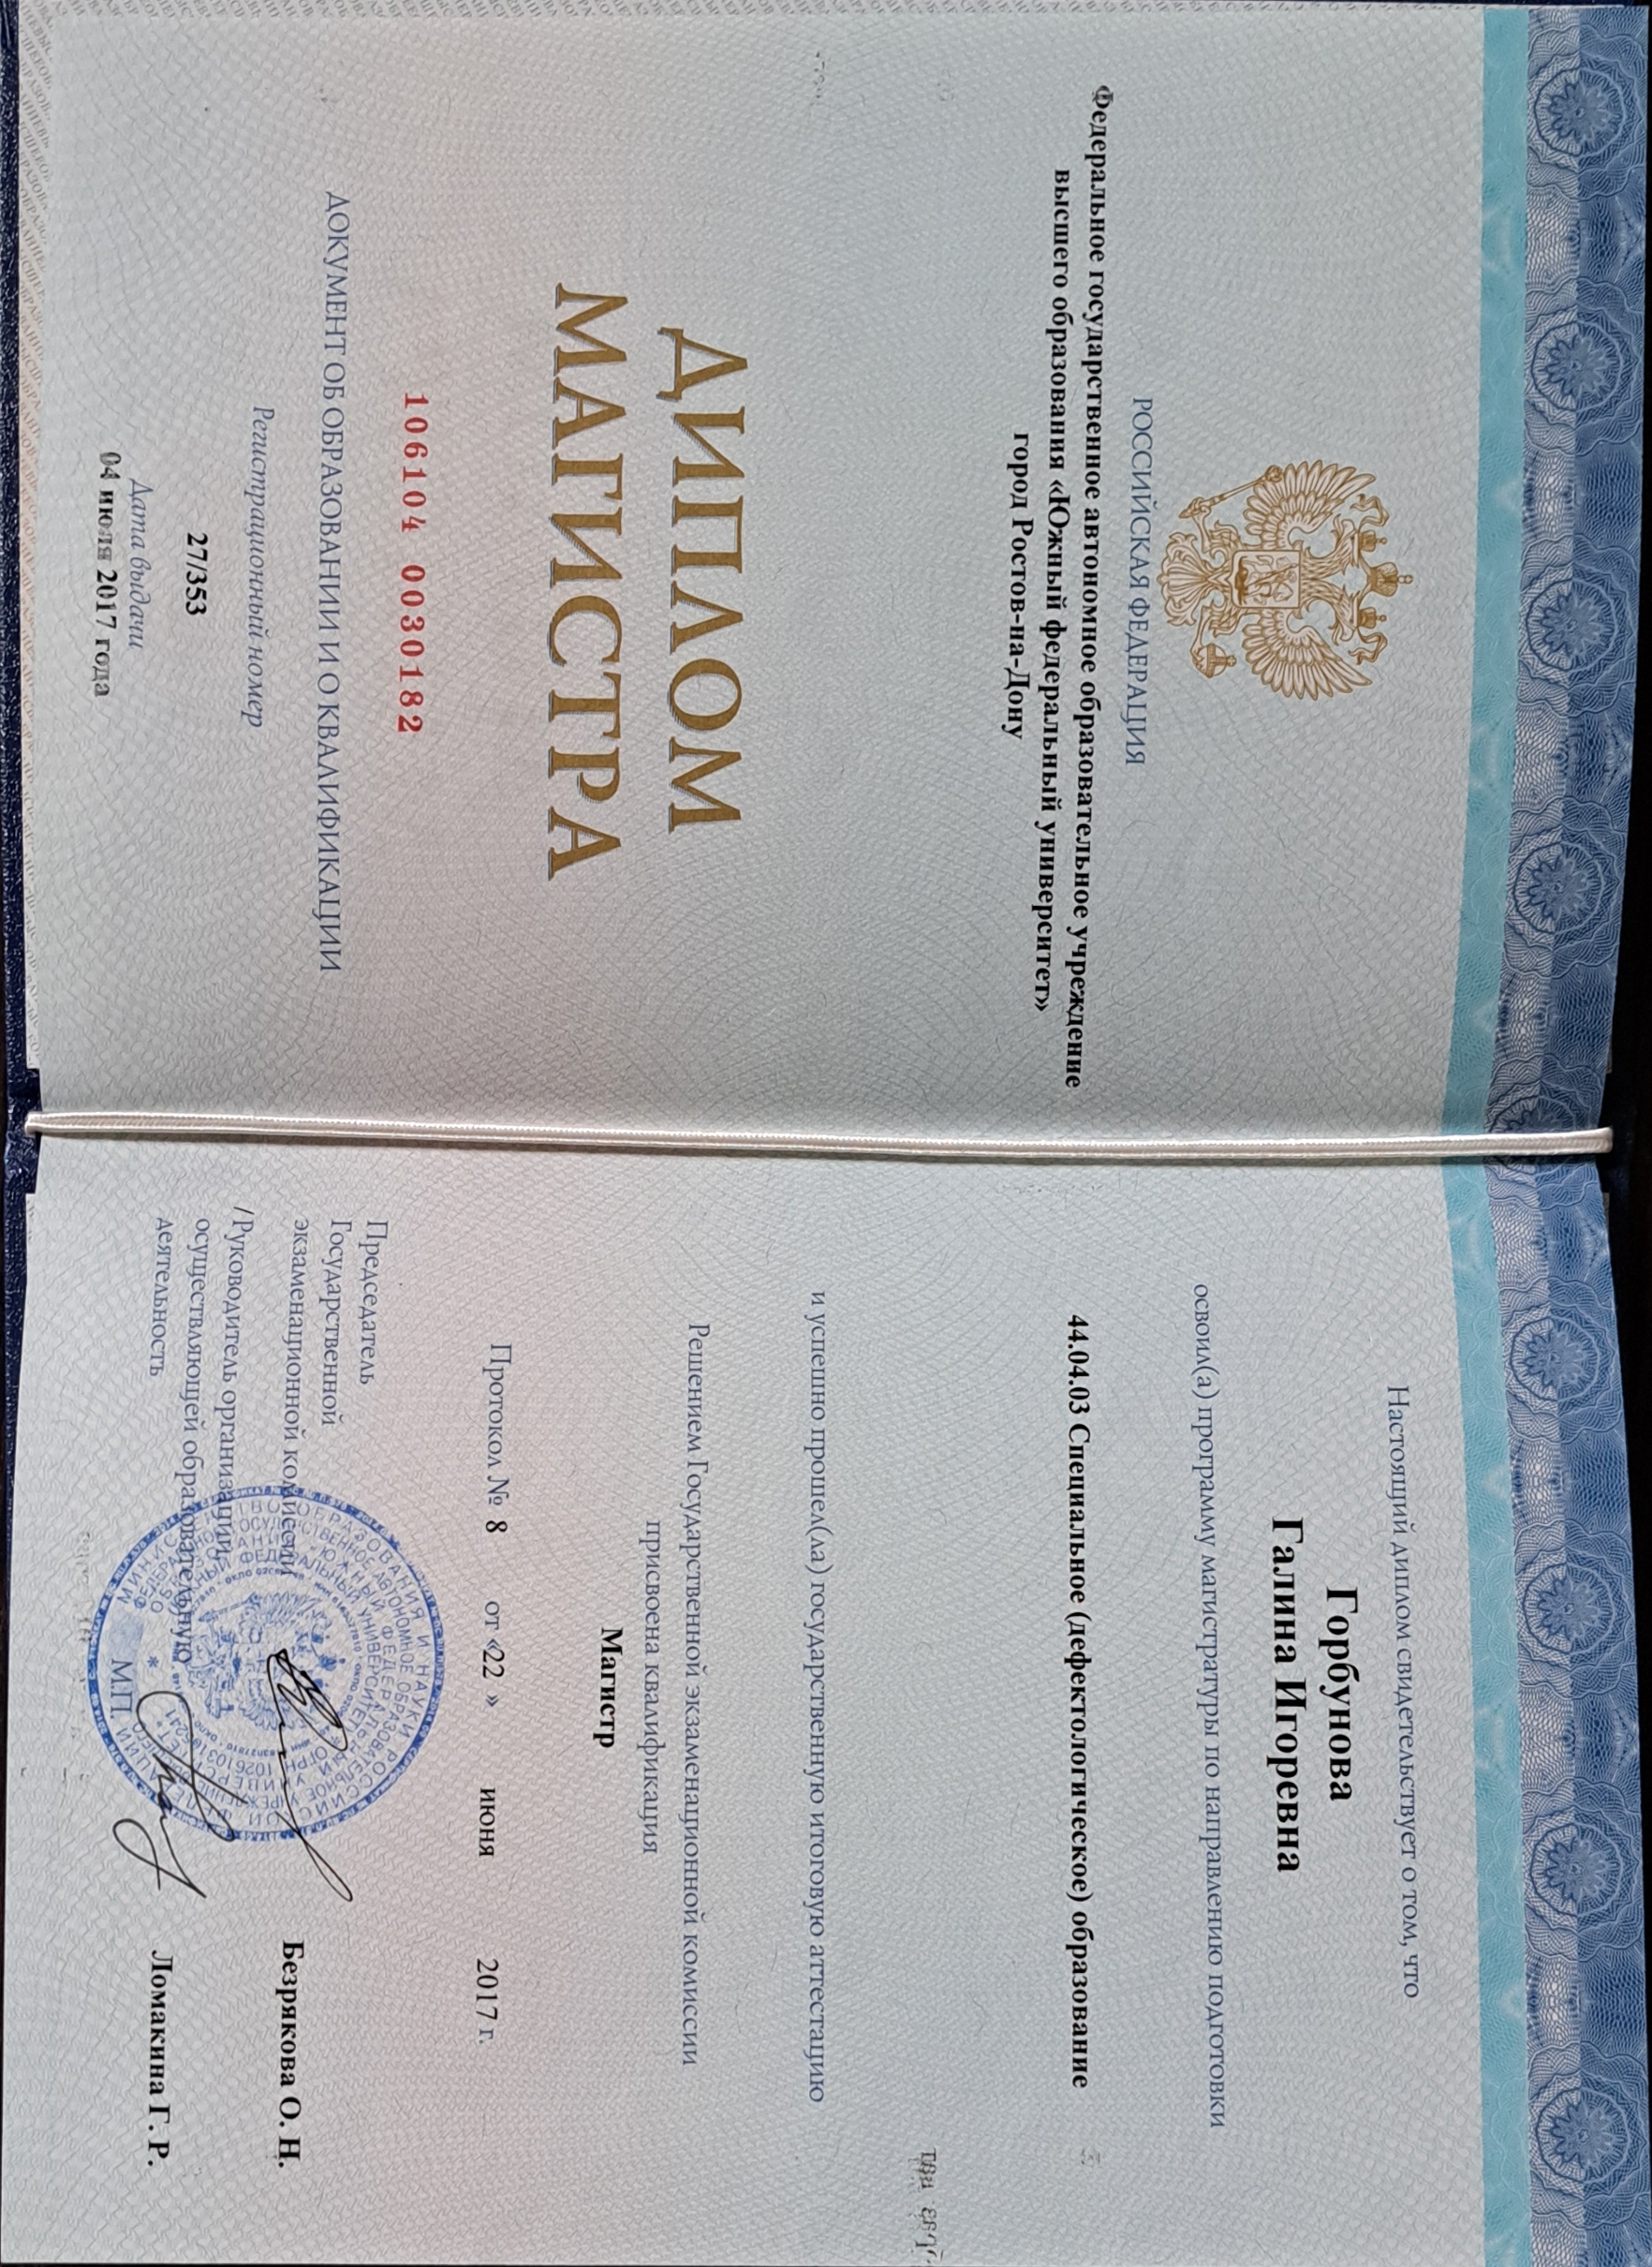 РОССИЙСКАЯ ФЕДЕРАЦИЯ
Федеральное государственное автономное образовательное учреждение
высшего образования «Южный федеральный университет»
город Ростов-на-Дону
ДИПЛОМ
МАГИСТРА
106104 0030182
ДОКУМЕНТ ОБ ОБРАЗОВАНИИ И О КВАЛИФИКАЦИИ
Регистрационный номер
27/353
Дата выдачи
04 июля 2017 года
Настоящий диплом свидетельствует о том, что
Горбунова
Галина Игоревна
освоил(а) программу магистратуры по направлению подготовки
44.04.03 Специальное (дефектологическое) образование
и успешно прошел(ла) государственную итоговую аттестацию
Решением Государственной экзаменационной комиссии
присвоена квалификация
Магистр
Протокол № 8 от «22 » июня 2017 г.
Председатель
Государственной
экзаменационной комиссии
Безрякова О. Н.
/Руководитель организации,
осуществляющей образовательную
деятельность
Ломакина Г. Р.
М.П.